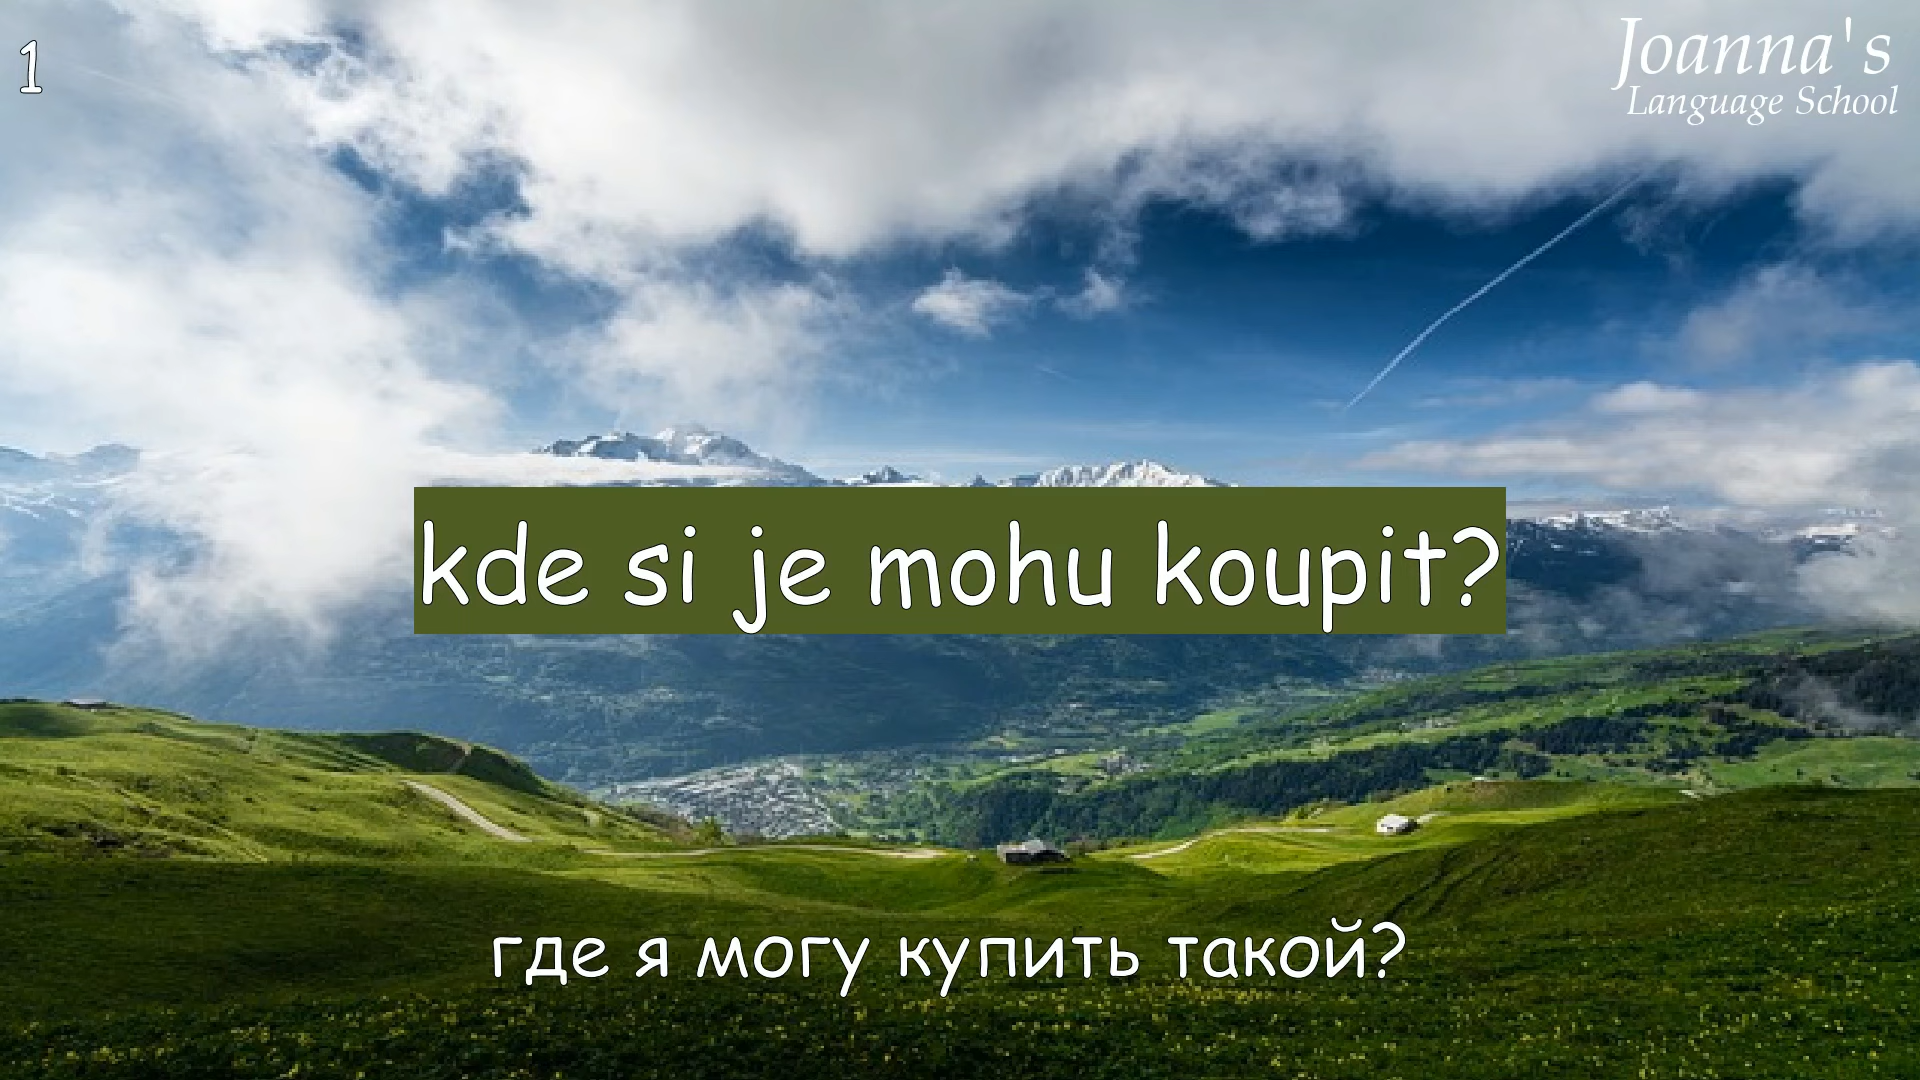 1
Joanna's
Language School
kde si je mohu koupit?
где я могу купить такой?